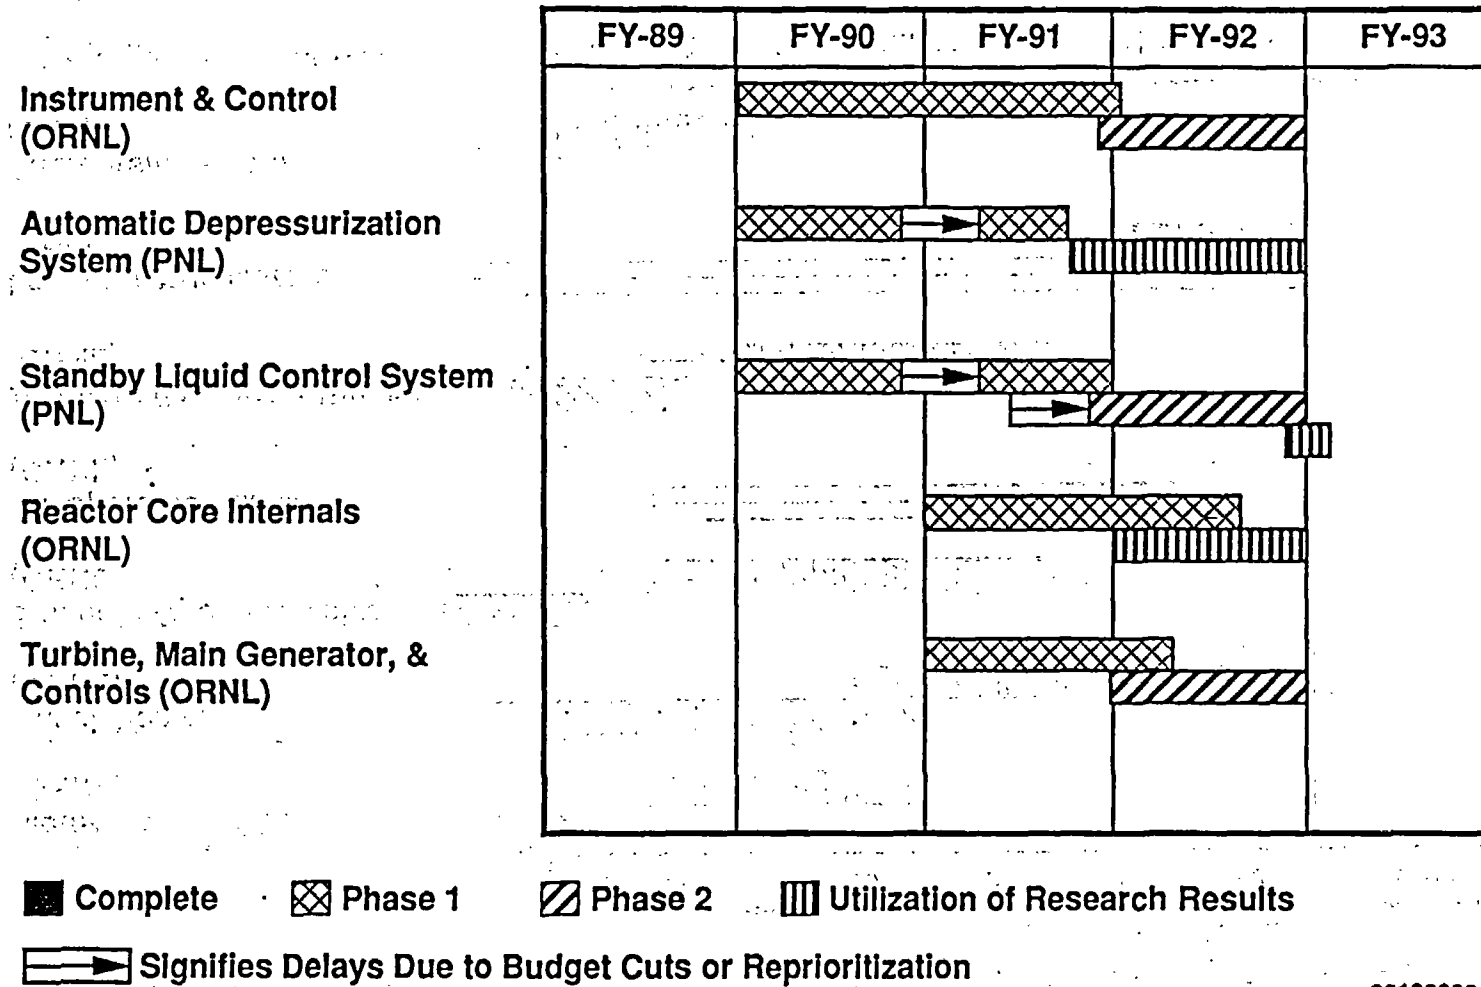 FY-89 FY-90 FY-91 FY-92 FY-93
Instrument & Control
(ORNL)
Automatic Depressurization
System (PNL)
Standby Liquid Control System
(PNL)
Reactor Core Internals
(ORNL)
Turbine, Main Generator, &
Controls (ORNL)
Complete Phase 1 Phase 2 Utilization of Research Results
Signifies Delays Due to Budget Cuts or Reprioritization